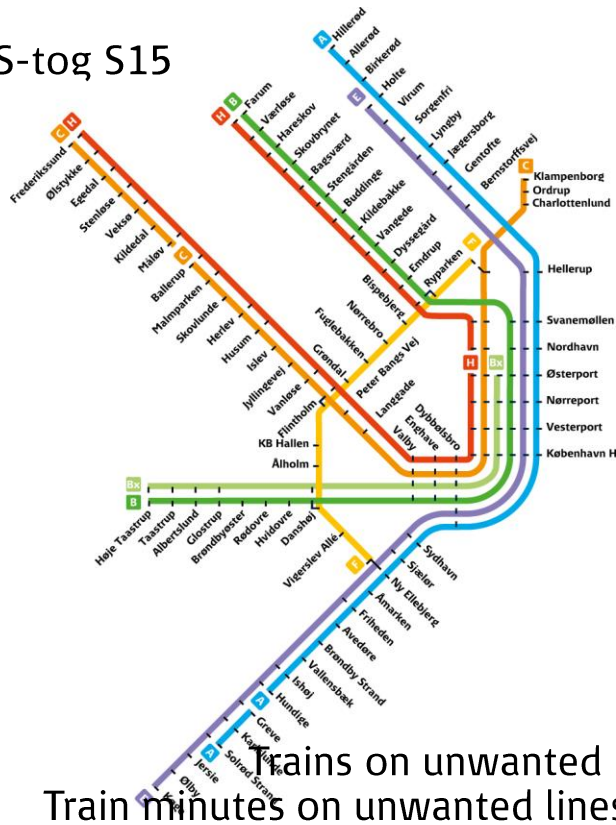 S-tog S15
A
Hillerød
Allerød
Birkerød
Holte
Virum
Sorgenfri
Lyngby
Jægersborg
Gentofte
Bernstorffsvej
E
C
Klampenborg
Ordrup
Charlottenlund
Hellerup
Svanemøllen
Nordhavn
Østerport
Nørreport
Vesterport
København H
H
B
Farum
Værløse
Hareskov
Skovbrynet
Bagsværd
Stengården
Buddinge
Kildebakke
Vangede
Dyssegård
Emdrup
Ryparken
F
Bispebjerg
Nørrebro
Fuglebakken
Grøndal
Peter Bangs Vej
Langgade
Valby
Enghave
Dybbølsbro
H
Bx
C
H
Frederikssund
Ølstykke
Egedal
Stenløse
Veksø
Kildedal
Måløv
C
Ballerup
Malmparken
Skovlunde
Herlev
Husum
Islev
Jyllingevej
Vanløse
Flintholm
KB Hallen
Ålholm
Bx
B
Høje Taastrup
Taastrup
Albertslund
Glostrup
Brøndbyøster
Rødovre
Hvidovre
Danshøj
Vigerslev Allé
F
Sydhavn
Sjælør
Ny Ellebjerg
Åmarken
Friheden
Avedøre
Brøndby Strand
Vallensbæk
Ishøj
Hundige
A
Greve
Karlslunde
Solrød Strand
A
Jersie
Ølby
Køge
E
Trains on unwanted
Train minutes on unwanted lines